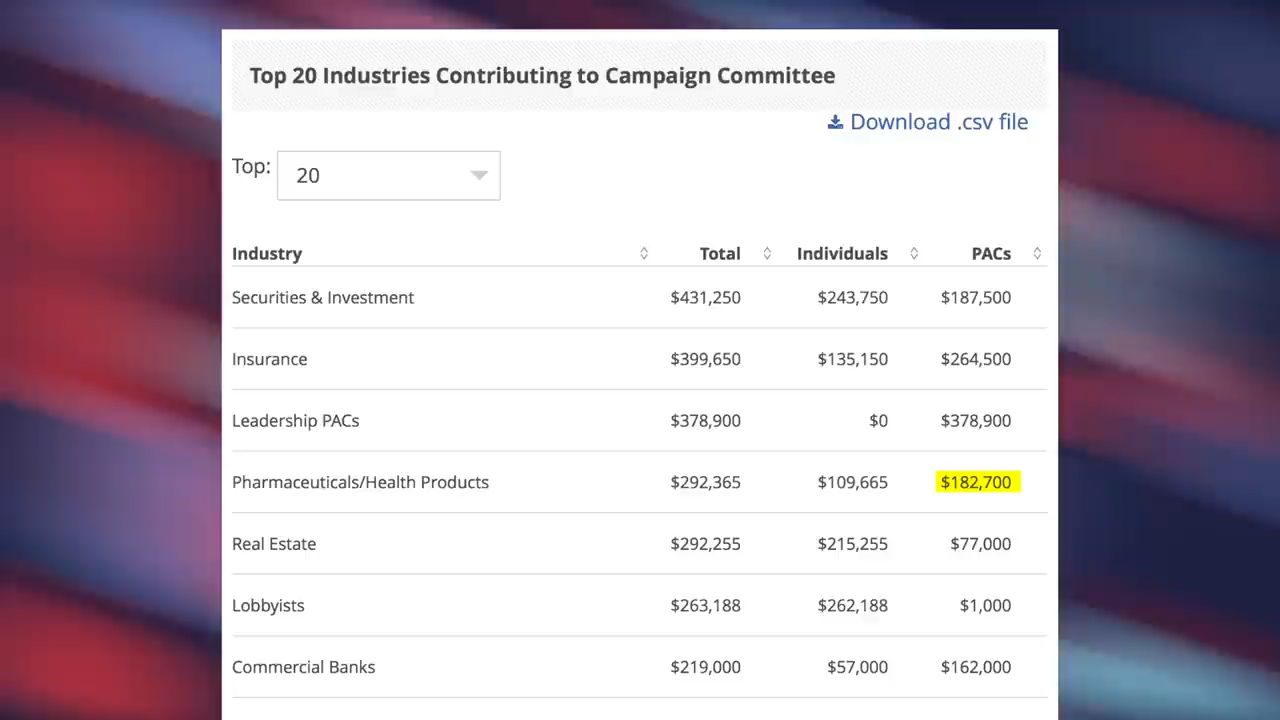 Top 20 Industries Contributing to Campaign Committee
Download .csv file
Top: 20
Industry Total Individuals PACs
Securities & Investment $431,250 $243,750 $187,500
Insurance $399,650 $135,150 $264,500
Leadership PACs $378,900 $0 $378,900
Pharmaceuticals/Health Products $292,365 $109,665 $182,700
Real Estate $292,255 $215,255 $77,000
Lobbyists $263,188 $262,188 $1,000
Commercial Banks $219,000 $57,000 $162,000